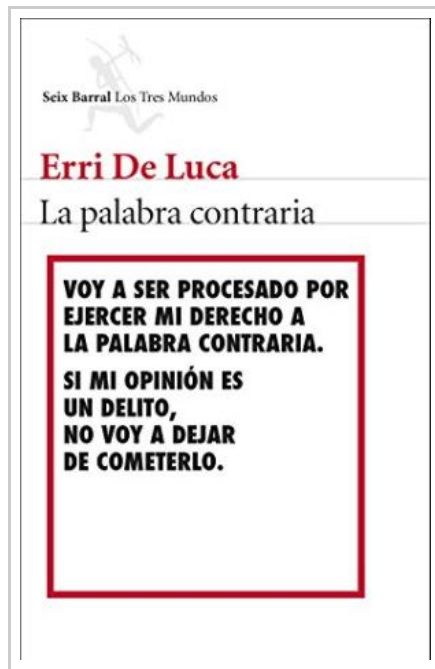 Seix Barral Los Tres Mundos
Erri De Luca
La palabra contraria
VOY A SER PROCESADO POR
EJERCER MI DERECHO A
LA PALABRA CONTRARIA.
SI MI OPINIÓN ES
UN DELITO,
NO VOY A DEJAR
DE COMETERLO.